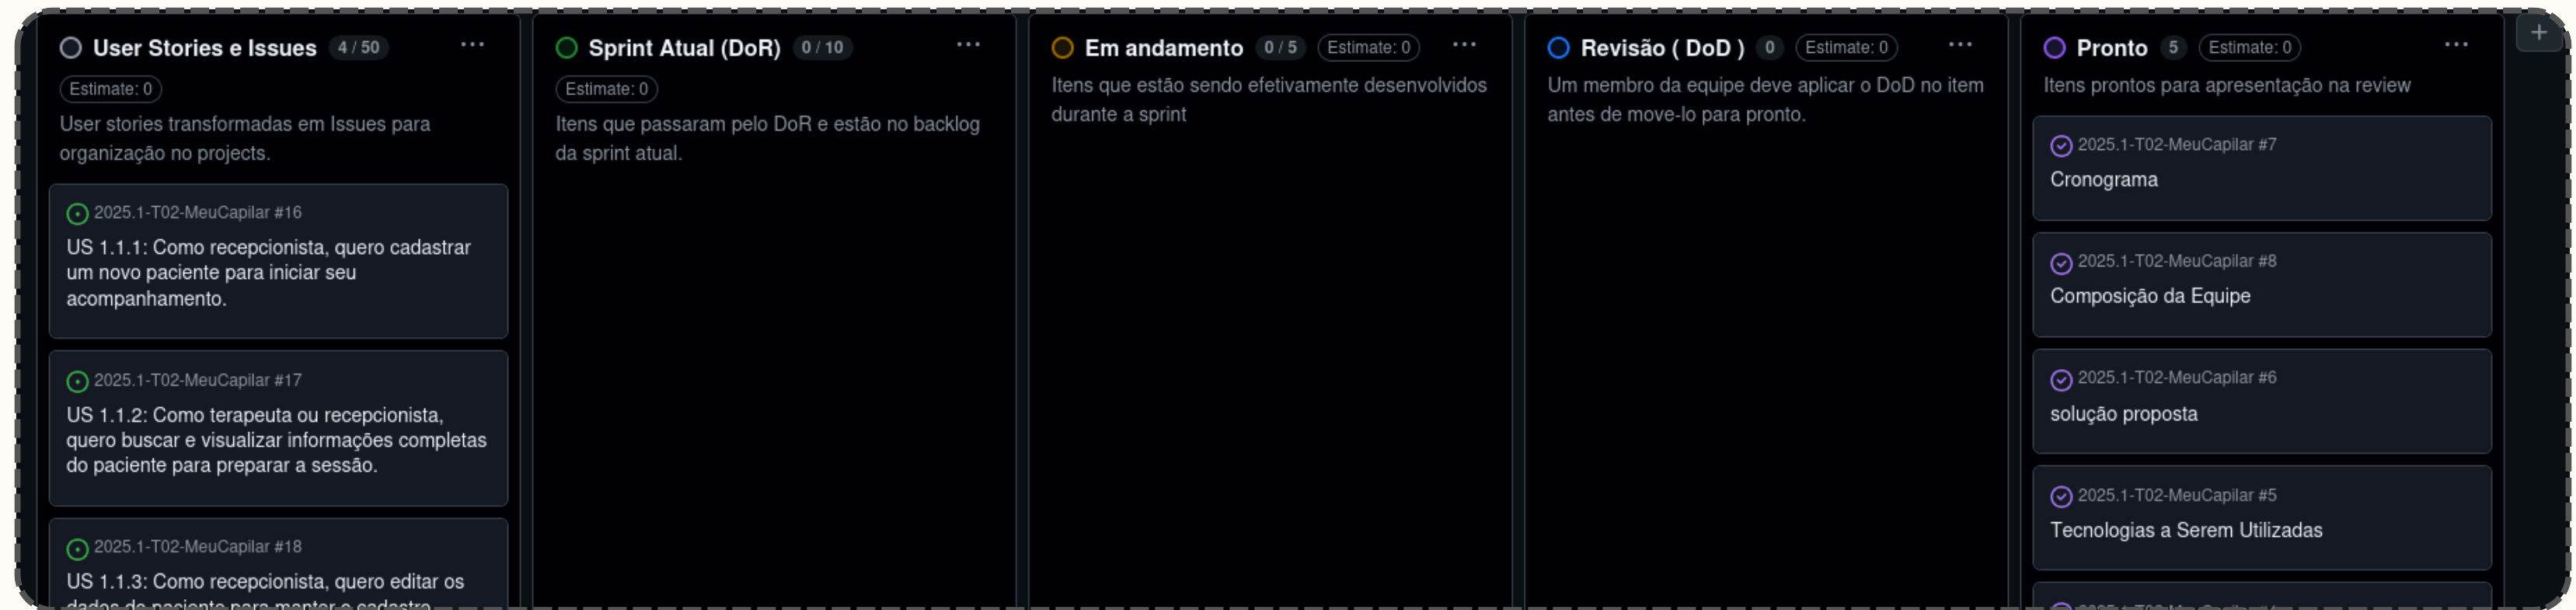 User Stories e Issues 4 / 50
Estimate: 0
User stories transformadas em Issues para
organização no projects.
2025.1-T02-MeuCapilar #16
US 1.1.1: Como recepcionista, quero cadastrar
um novo paciente para iniciar seu
acompanhamento.
2025.1-T02-MeuCapilar #17
US 1.1.2: Como terapeuta ou recepcionista,
quero buscar e visualizar informações completas
do paciente para preparar a sessão.
2025.1-T02-MeuCapilar #18
US 1.1.3: Como recepcionista, quero editar os
dados do paciente para manter o cadastro
Sprint Atual (DoR) 0 / 10
Estimate: 0
Itens que passaram pelo DoR e estão no backlog
da sprint atual.
Em andamento 0 / 5 Estimate: 0
Itens que estão sendo efetivamente desenvolvidos
durante a sprint
Revisão ( DoD ) 0 Estimate: 0
Um membro da equipe deve aplicar o DoD no item
antes de move-lo para pronto.
Pronto 5 Estimate: 0
Itens prontos para apresentação na review
2025.1-T02-MeuCapilar #7
Cronograma
2025.1-T02-MeuCapilar #8
Composição da Equipe
2025.1-T02-MeuCapilar #6
solução proposta
2025.1-T02-MeuCapilar #5
Tecnologias a Serem Utilizadas